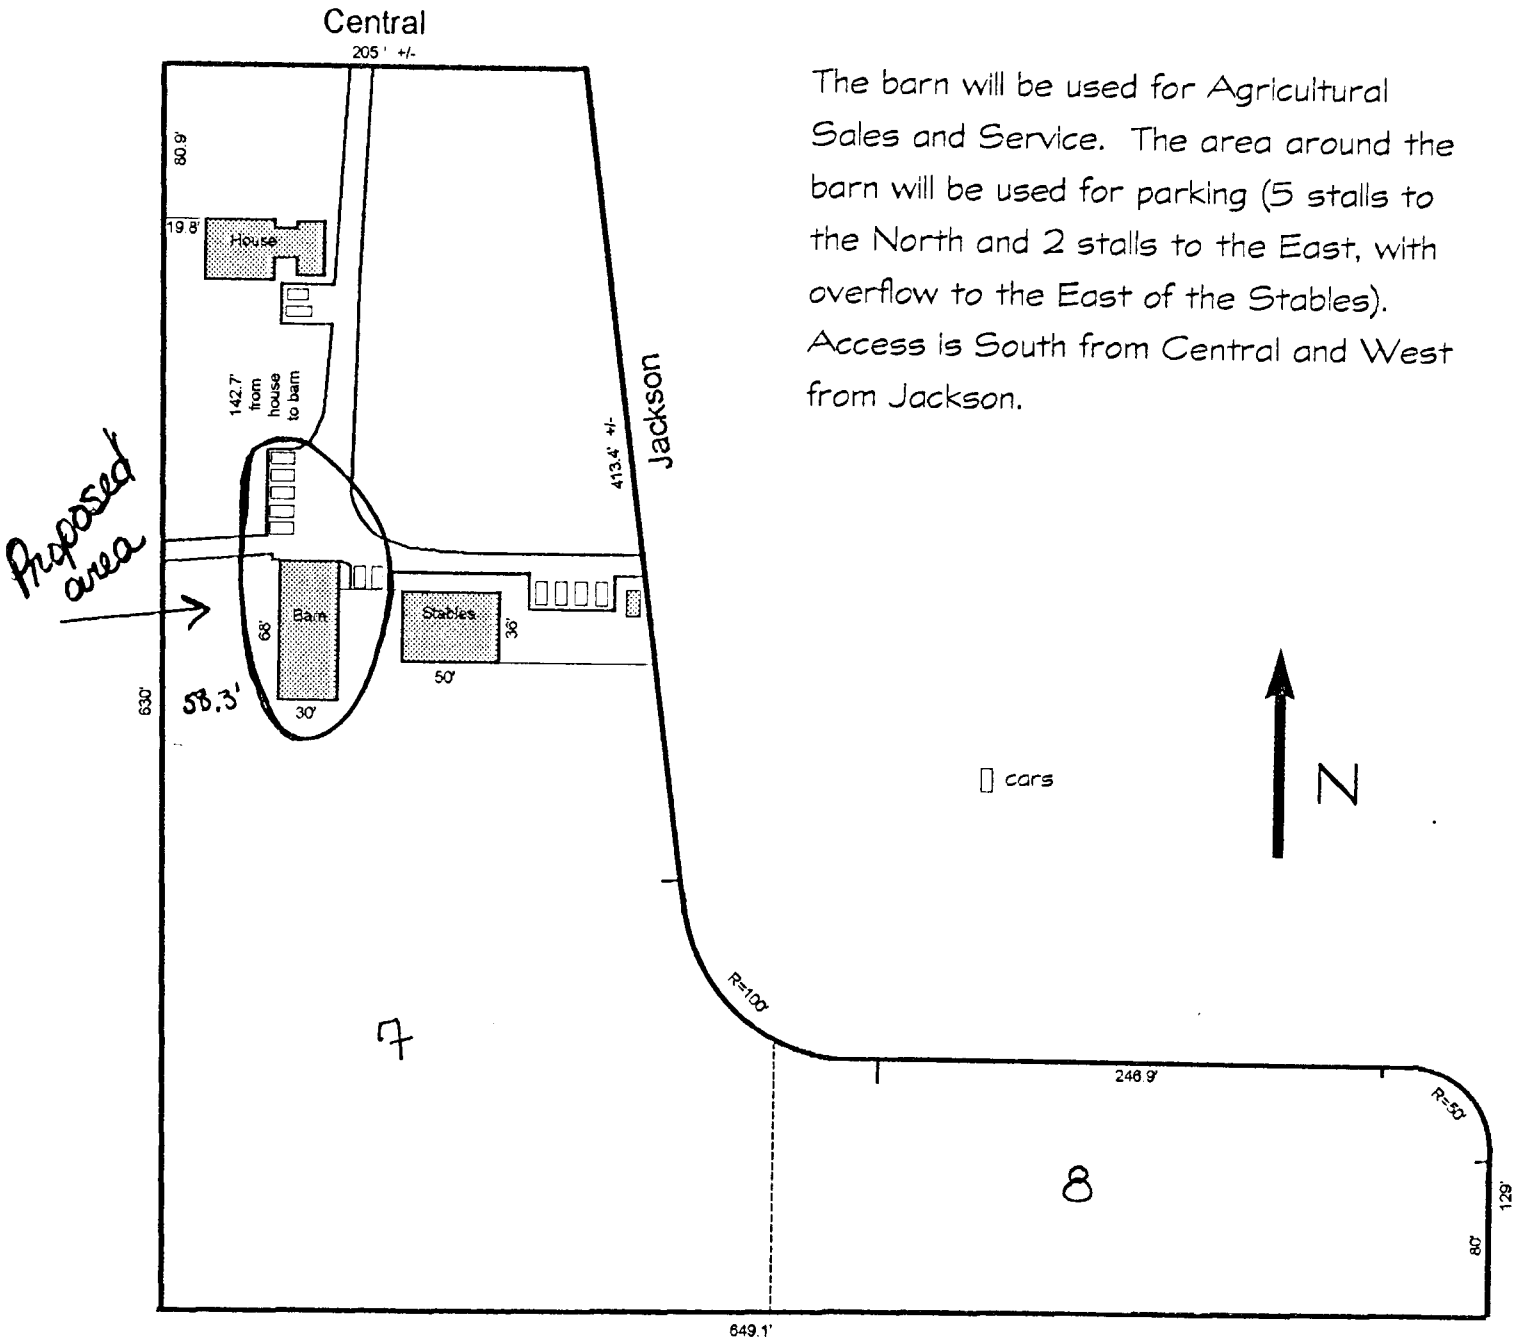 Central
205' +/-
The barn will be used for Agricultural
Sales and Service. The area around the
barn will be used for parking (5 stalls to
the North and 2 stalls to the East, with
overflow to the East of the Stables).
Access is South from Central and West
from Jackson.
80.9'
19.8'
House
142.7'
from
house
to barn
Jackson
413.4' +/-
Proposed
area
Barn
68'
30'
Stables
36'
50'
630'
58.3'
cars
N
R=100'
7
246.9'
R=50'
8
129'
80'
649.1'